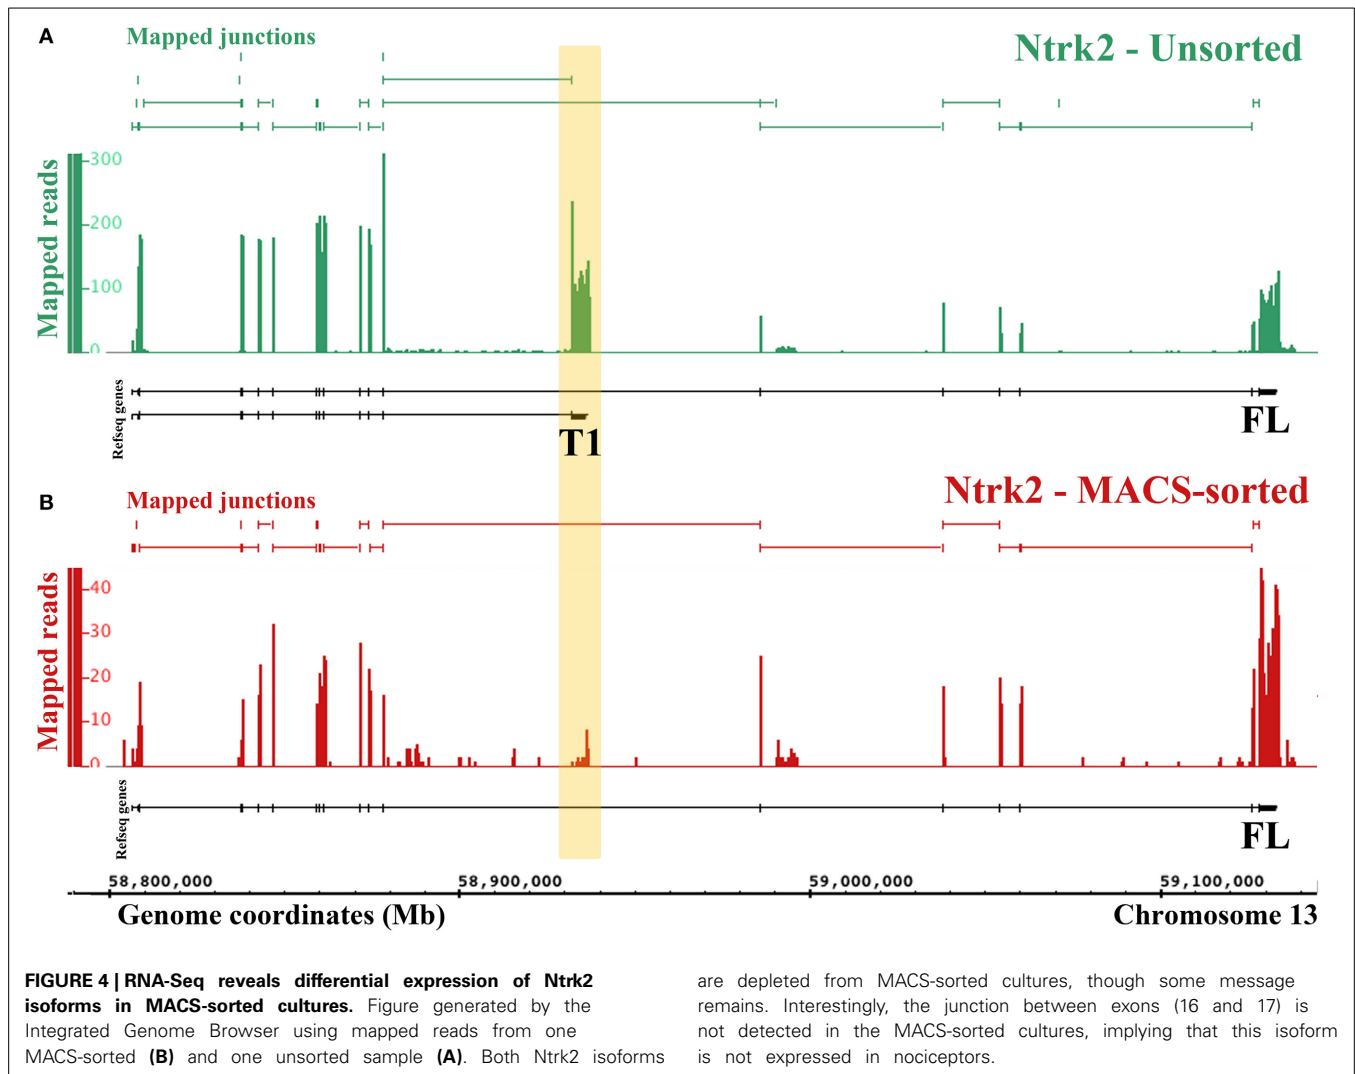 A
Mapped junctions
Ntrk2 - Unsorted
Mapped reads
300
200
100
0
Refseq genes
T1
FL
B
Mapped junctions
Ntrk2 - MACS-sorted
Mapped reads
40
30
20
10
0
Refseq genes
FL
58,800,000 58,900,000 59,000,000 59,100,000
Genome coordinates (Mb)
Chromosome 13
FIGURE 4 | RNA-Seq reveals differential expression of Ntrk2
isoforms in MACS-sorted cultures. Figure generated by the
Integrated Genome Browser using mapped reads from one
MACS-sorted (B) and one unsorted sample (A). Both Ntrk2 isoforms
are depleted from MACS-sorted cultures, though some message
remains. Interestingly, the junction between exons (16 and 17) is
not detected in the MACS-sorted cultures, implying that this isoform
is not expressed in nociceptors.